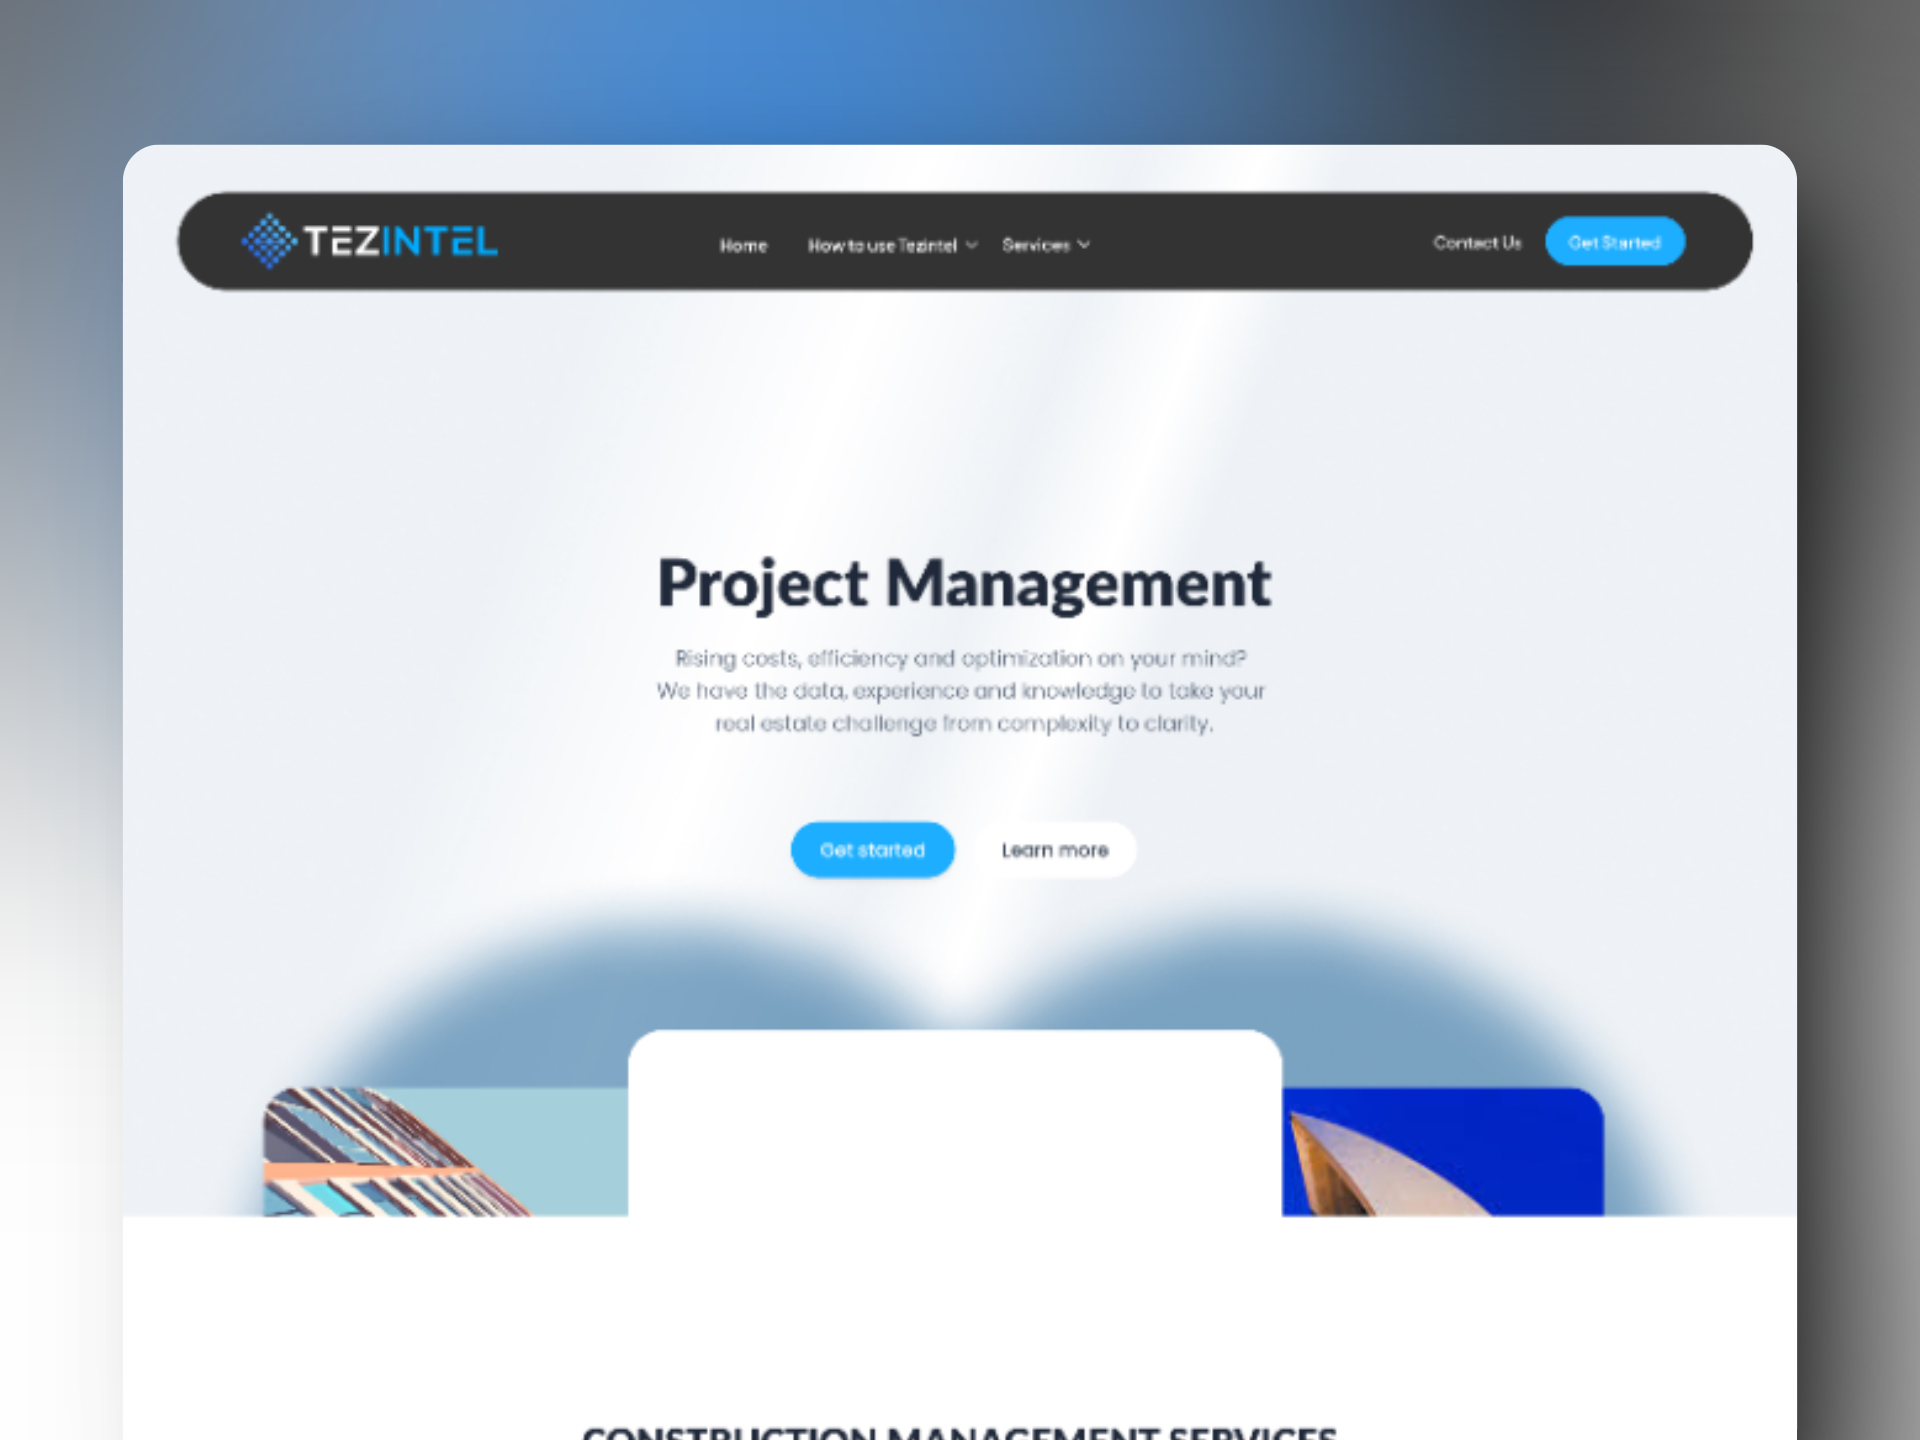 TEZINTEL
Home How to use Tezintel Services Contact Us Get Started
Project Management
Rising costs, efficiency and optimization on your mind?
We have the data, experience and knowledge to take your
real estate challenge from complexity to clarity.
Get started Learn more
CONSTRUCTION MANAGEMENT SERVICES